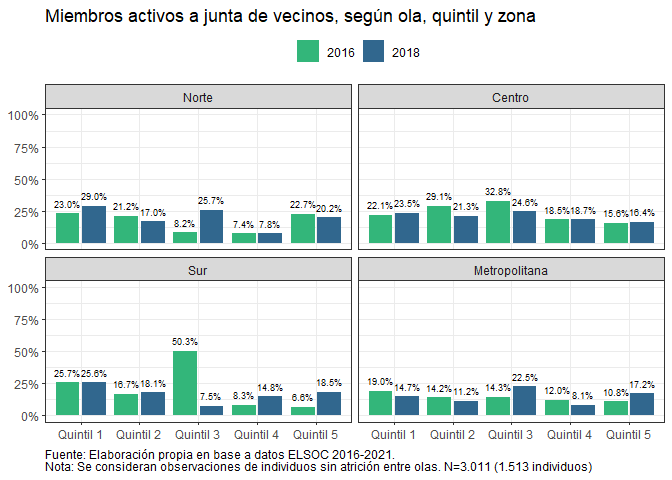 Miembros activos a junta de vecinos, según ola, quintil y zona
2016 2018
Norte Centro
100%
75%
50%
25%
0%
23.0% 29.0% 21.2% 17.0% 8.2% 25.7% 7.4% 7.8% 22.7% 20.2%
22.1% 23.5% 29.1% 21.3% 32.8% 24.6% 18.5% 18.7% 15.6% 16.4%
Sur Metropolitana
100%
75%
50%
25%
0%
25.7% 25.6% 16.7% 18.1% 50.3% 7.5% 8.3% 14.8% 6.6% 18.5%
19.0% 14.7% 14.2% 11.2% 14.3% 22.5% 12.0% 8.1% 10.8% 17.2%
Quintil 1 Quintil 2 Quintil 3 Quintil 4 Quintil 5 Quintil 1 Quintil 2 Quintil 3 Quintil 4 Quintil 5
Fuente: Elaboración propia en base a datos ELSOC 2016-2021.
Nota: Se consideran observaciones de individuos sin atrición entre olas. N=3.011 (1.513 individuos)